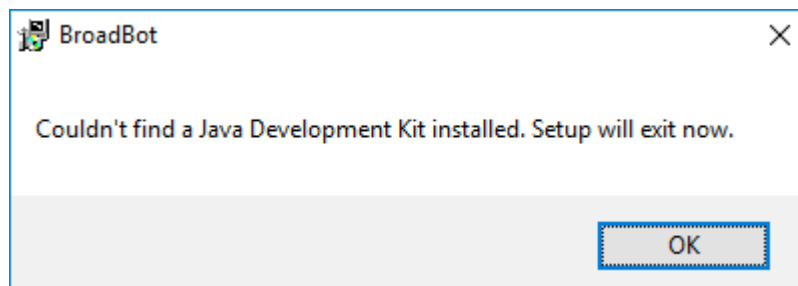 BroadBot
Couldn't find a Java Development Kit installed. Setup will exit now.
OK